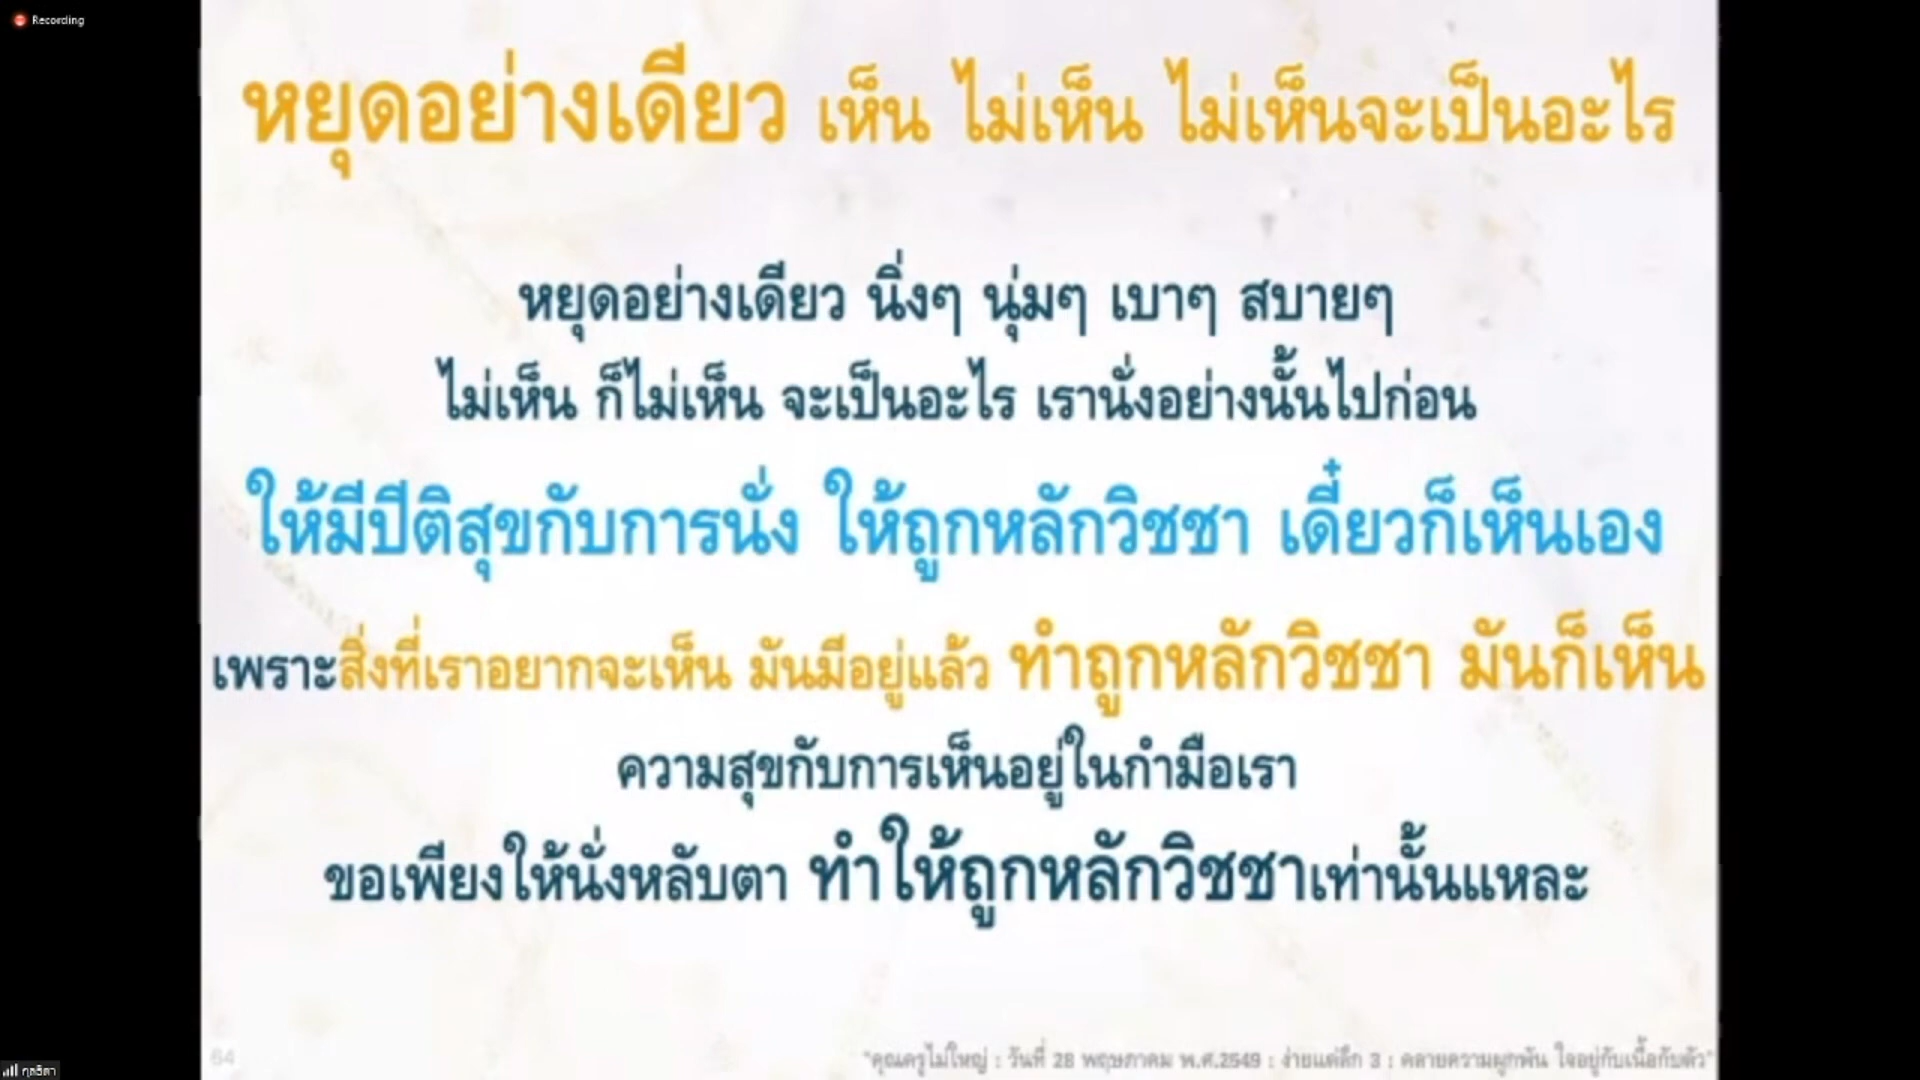 Recording
หยุดอย่างเดียว เห็น ไม่เห็น ไม่เห็นจะเป็นอะไร
หยุดอย่างเดียว นิ่งๆ นุ่มๆ เบาๆ สบายๆ
ไม่เห็น ก็ไม่เห็น จะเป็นอะไร เรานั่งอย่างนั้นไปก่อน
ให้มีปีติสุขกับการนั่ง ให้ถูกหลักวิชชา เดี๋ยวก็เห็นเอง
เพราะสิ่งที่เราอยากจะเห็น มันมีอยู่แล้ว ทำถูกหลักวิชชา มันก็เห็น
ความสุขกับการเห็นอยู่ในกำมือเรา
ขอเพียงให้นั่งหลับตา ทำให้ถูกหลักวิชชาเท่านั้นแหละ
64
"คุณครูไม่ใหญ่ : วันที่ 28 พฤษภาคม พ.ศ.2549 : ง่ายแต่ลึก 3 : คลายความผูกพัน ใจอยู่กับเนื้อกับตัว"